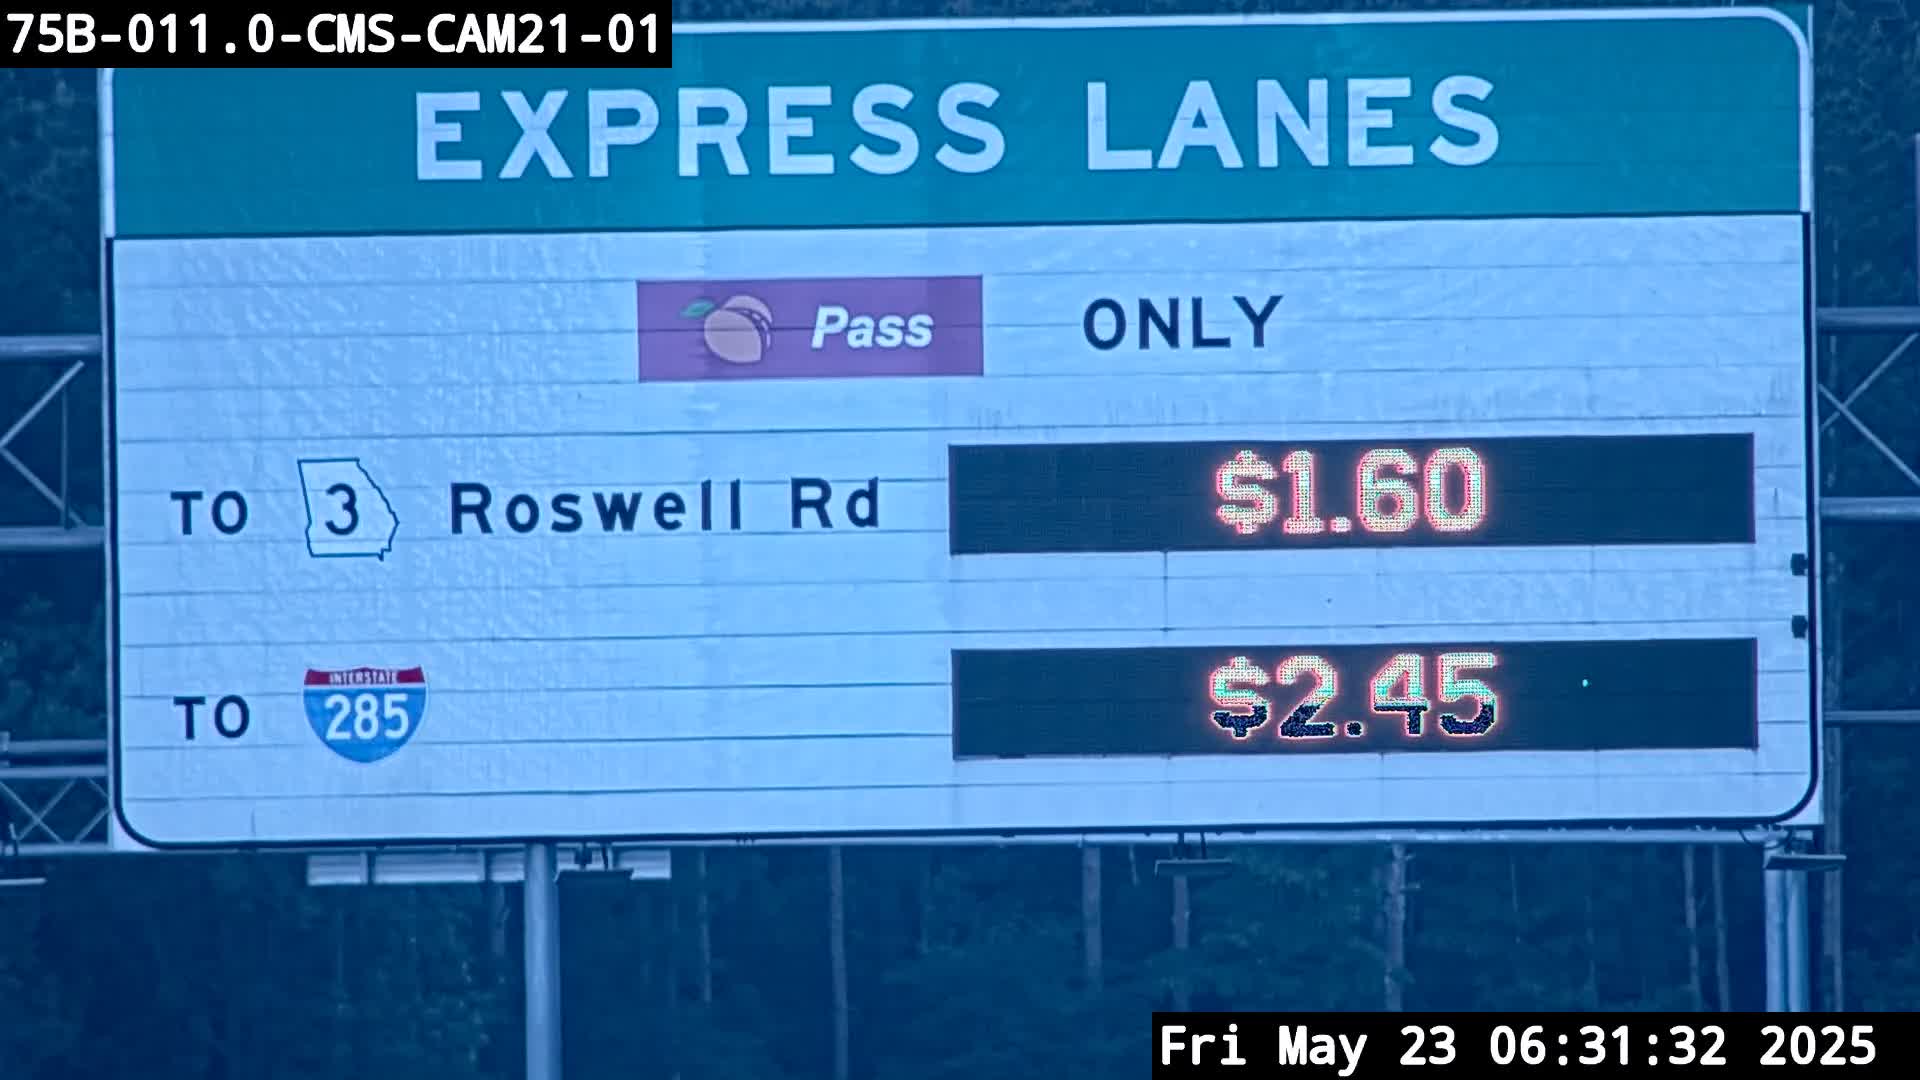 75B-011.0-CMS-CAM21-01
EXPRESS LANES
Pass ONLY
TO 3 Roswell Rd $1.60
TO INTERSTATE 285 $2.45
Fri May 23 06:31:32 2025